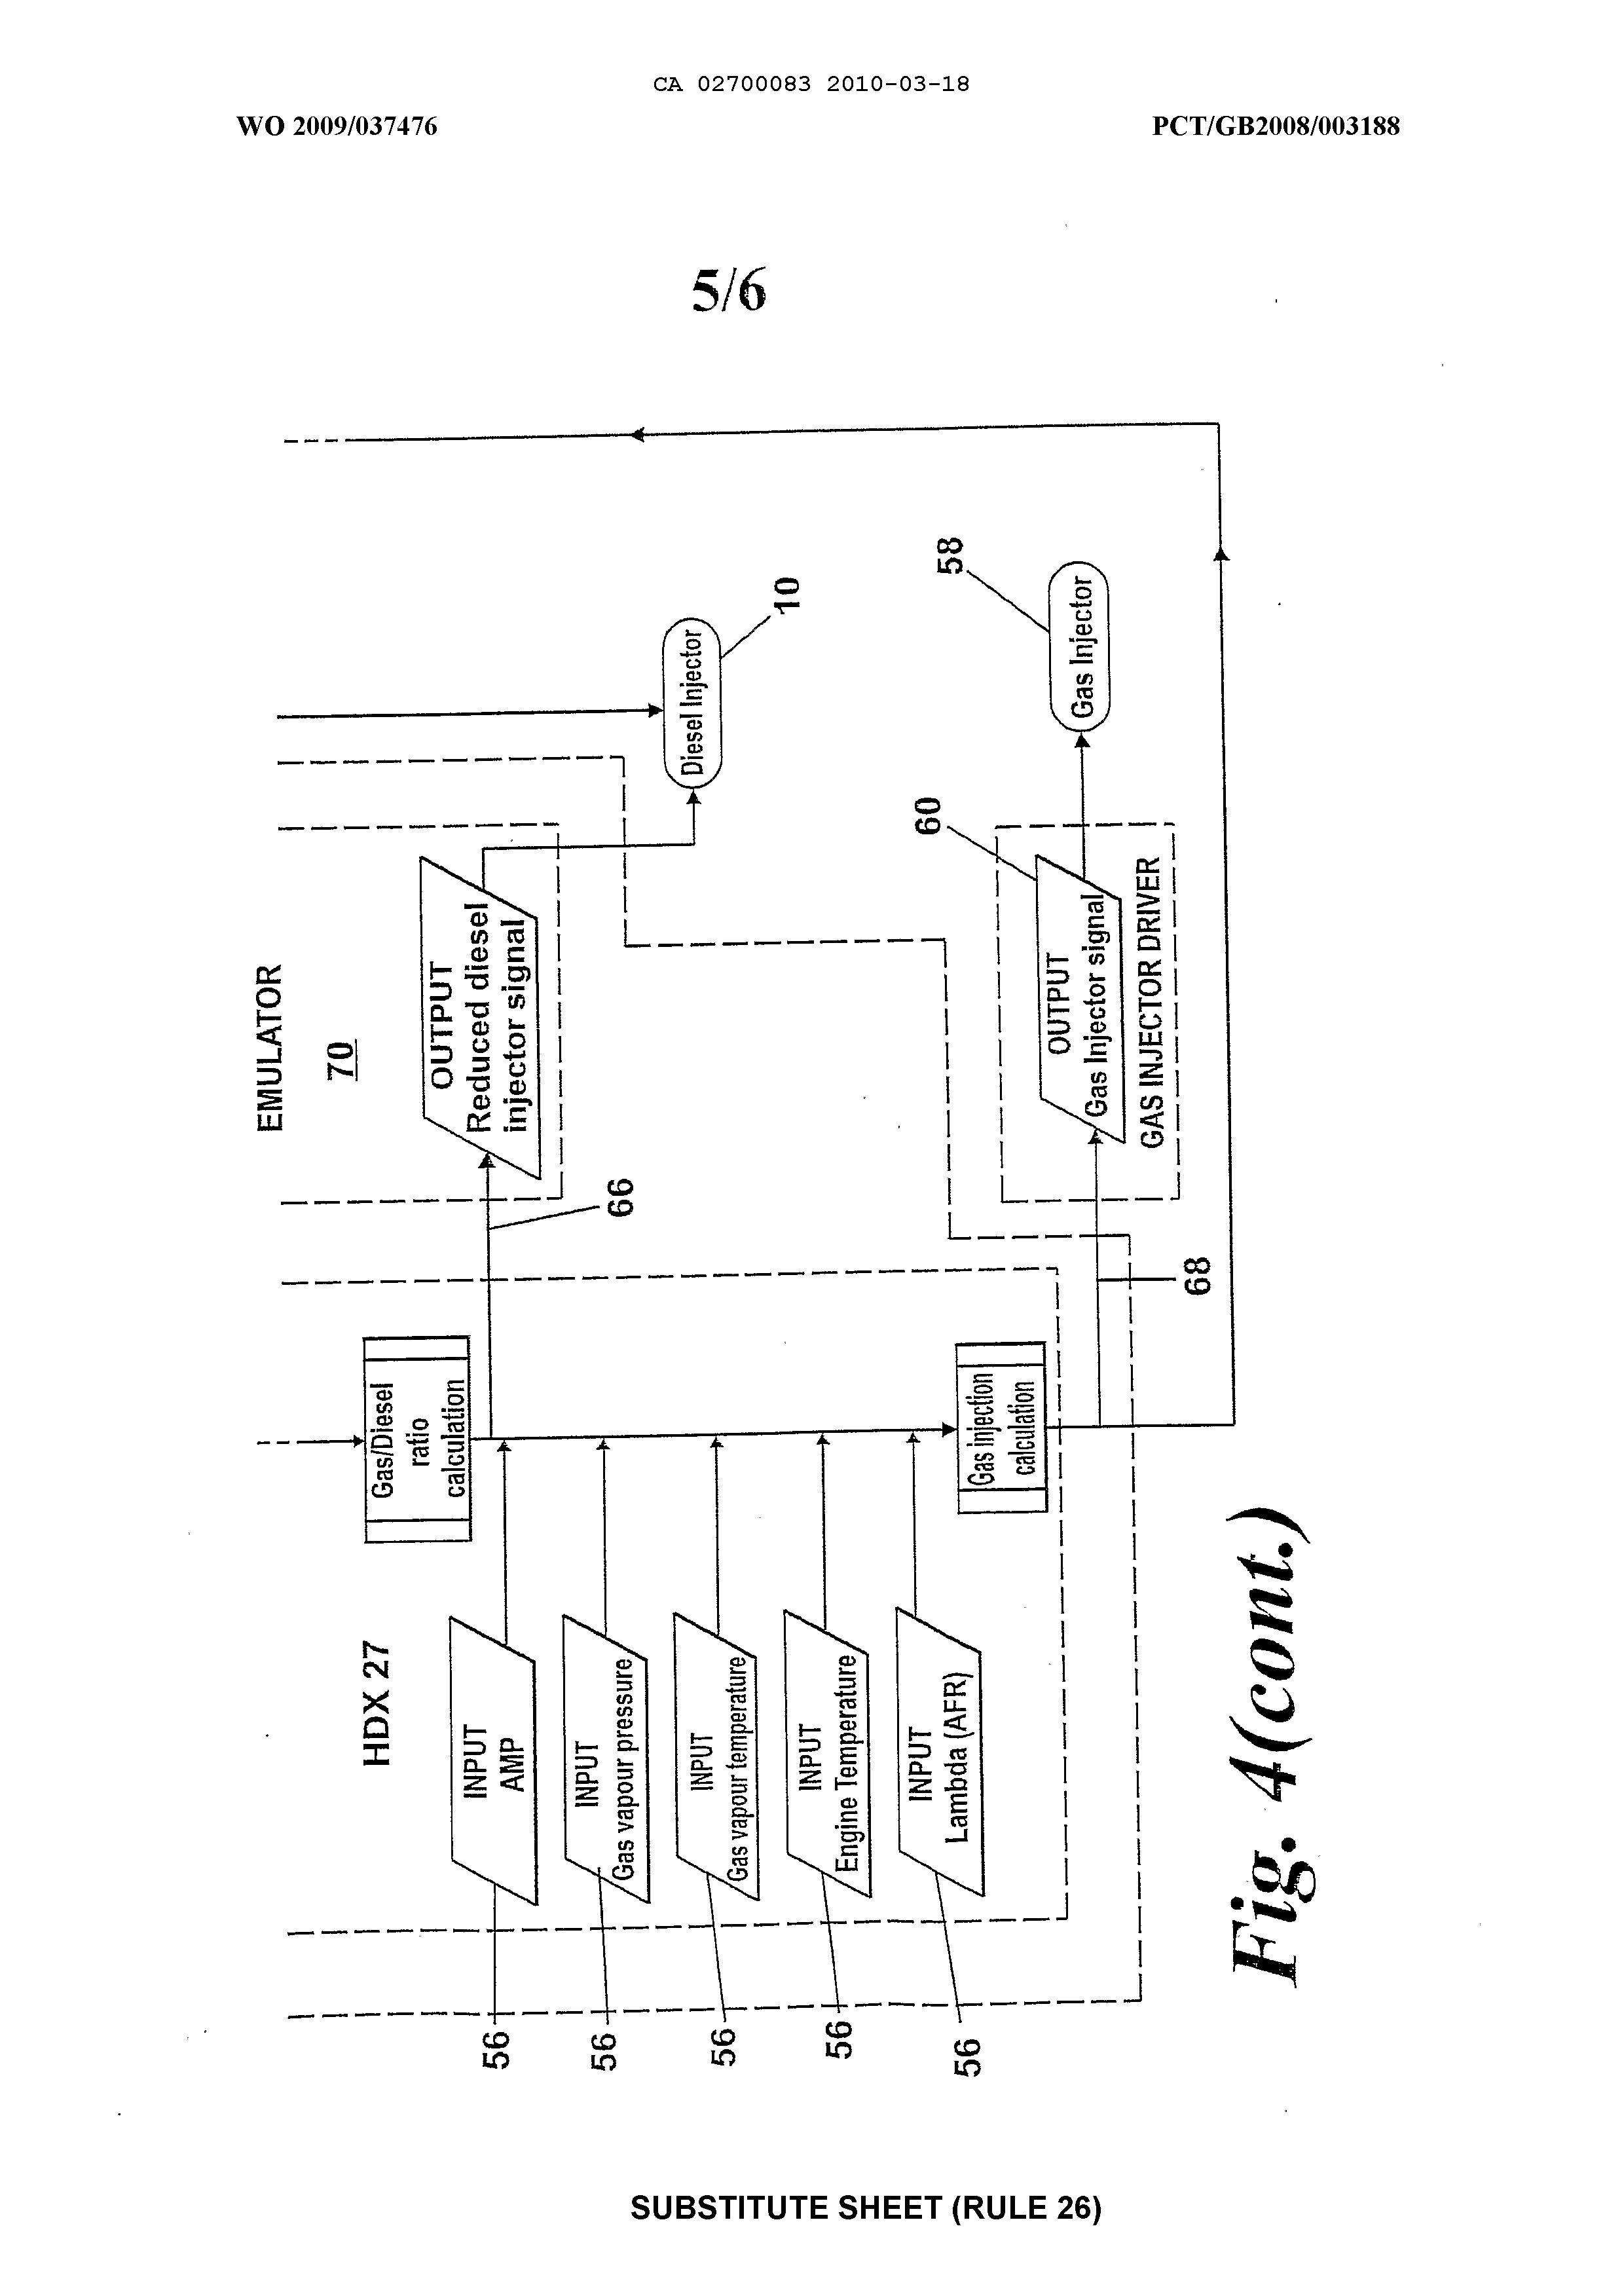 CA 02700083 2010-03-18
WO 2009/037476
PCT/GB2008/003188
5/6
EMULATOR
70
OUTPUT
Reduced diesel
injector signal
66
Diesel Injector
10
58
Gas Injector
60
OUTPUT
Gas Injector signal
GAS INJECTOR DRIVER
68
Gas/Diesel
ratio
calculation
Gas injection
calculation
HDX 27
INPUT
AMP
INPUT
Gas vapour pressure
INPUT
Gas vapour temperature
INPUT
Engine Temperature
INPUT
Lambda (AFR)
56
56
56
56
56
Fig. 4(cont.)
SUBSTITUTE SHEET (RULE 26)